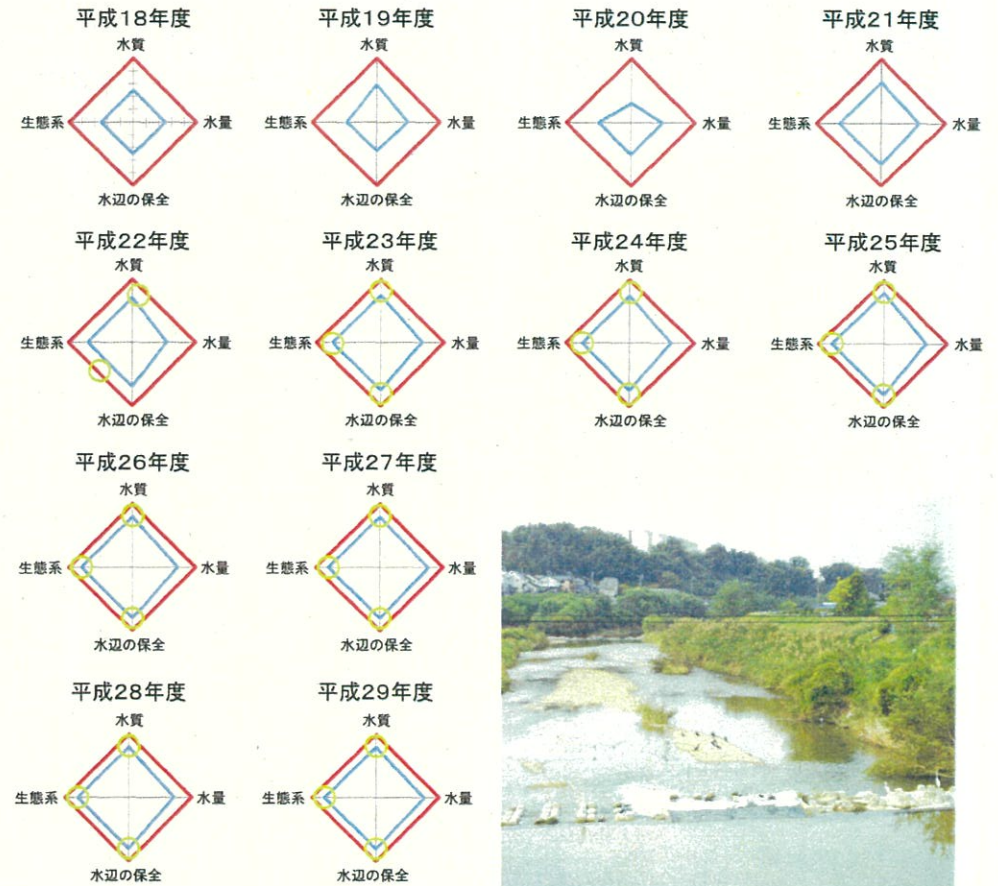 平成18年度
水質
生態系
水量
水辺の保全
平成19年度
水質
生態系
水量
水辺の保全
平成20年度
水質
生態系
水量
水辺の保全
平成21年度
水質
生態系
水量
水辺の保全
平成22年度
水質
生態系
水量
水辺の保全
平成23年度
水質
生態系
水量
水辺の保全
平成24年度
水質
生態系
水量
水辺の保全
平成25年度
水質
生態系
水量
水辺の保全
平成26年度
水質
生態系
水量
水辺の保全
平成27年度
水質
生態系
水量
水辺の保全
平成28年度
水質
生態系
水量
水辺の保全
平成29年度
水質
生態系
水量
水辺の保全